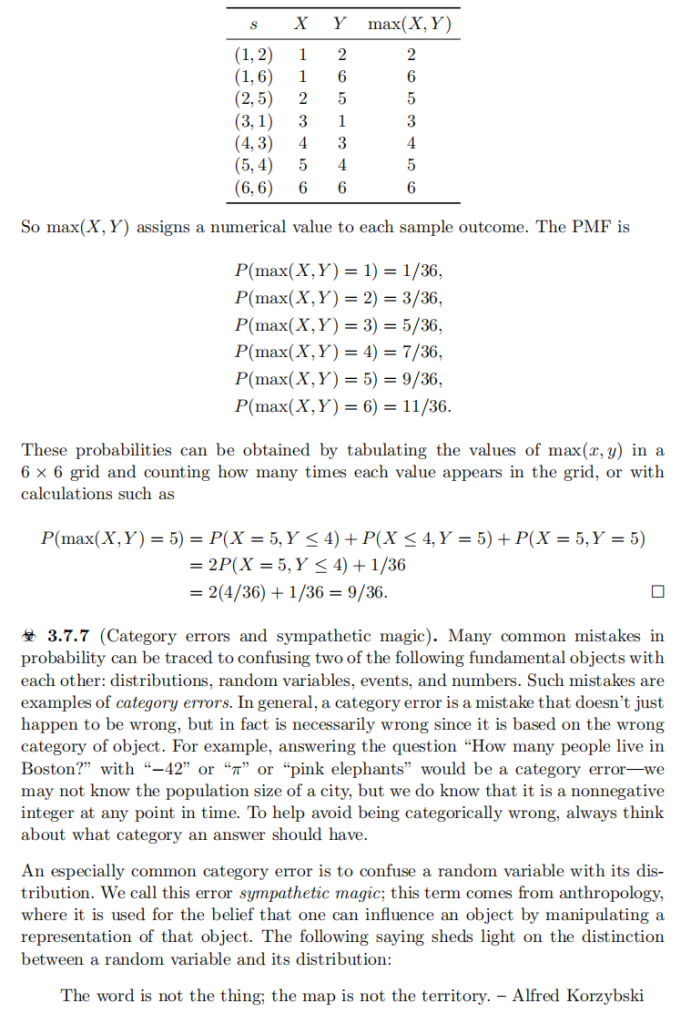 s X Y max(X, Y)
(1, 2) 1 2 2
(1, 6) 1 6 6
(2, 5) 2 5 5
(3, 1) 3 1 3
(4, 3) 4 3 4
(5, 4) 5 4 5
(6, 6) 6 6 6
So max(X, Y) assigns a numerical value to each sample outcome. The PMF is
P(max(X, Y) = 1) = 1/36,
P(max(X, Y) = 2) = 3/36,
P(max(X, Y) = 3) = 5/36,
P(max(X, Y) = 4) = 7/36,
P(max(X, Y) = 5) = 9/36,
P(max(X, Y) = 6) = 11/36.
These probabilities can be obtained by tabulating the values of max(x, y) in a
6 × 6 grid and counting how many times each value appears in the grid, or with
calculations such as
P(max(X, Y) = 5) = P(X = 5, Y ≤ 4) + P(X ≤ 4, Y = 5) + P(X = 5, Y = 5)
= 2P(X = 5, Y ≤ 4) + 1/36
= 2(4/36) + 1/36 = 9/36. □
☣ 3.7.7 (Category errors and sympathetic magic). Many common mistakes in
probability can be traced to confusing two of the following fundamental objects with
each other: distributions, random variables, events, and numbers. Such mistakes are
examples of category errors. In general, a category error is a mistake that doesn't just
happen to be wrong, but in fact is necessarily wrong since it is based on the wrong
category of object. For example, answering the question “How many people live in
Boston?” with “−42” or “π” or “pink elephants” would be a category error—we
may not know the population size of a city, but we do know that it is a nonnegative
integer at any point in time. To help avoid being categorically wrong, always think
about what category an answer should have.
An especially common category error is to confuse a random variable with its dis-
tribution. We call this error sympathetic magic; this term comes from anthropology,
where it is used for the belief that one can influence an object by manipulating a
representation of that object. The following saying sheds light on the distinction
between a random variable and its distribution:
The word is not the thing; the map is not the territory. – Alfred Korzybski